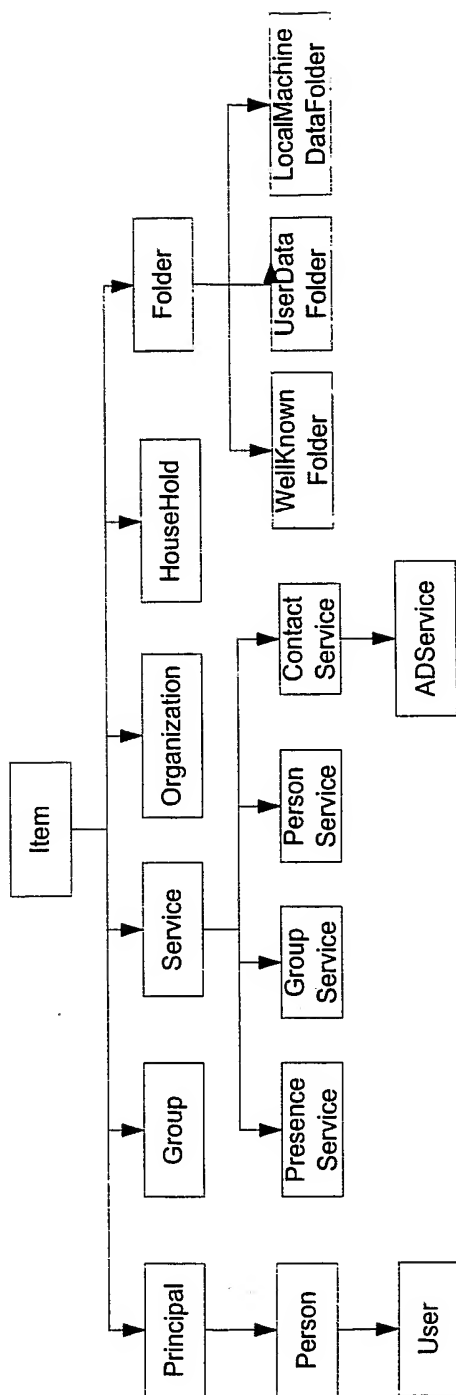 Item
Principal
Group
Service
Organization
HouseHold
Folder
Person
Presence
Service
Group
Service
Person
Service
Contact
Service
WellKnown
Folder
UserData
Folder
LocalMachine
DataFolder
User
ADService